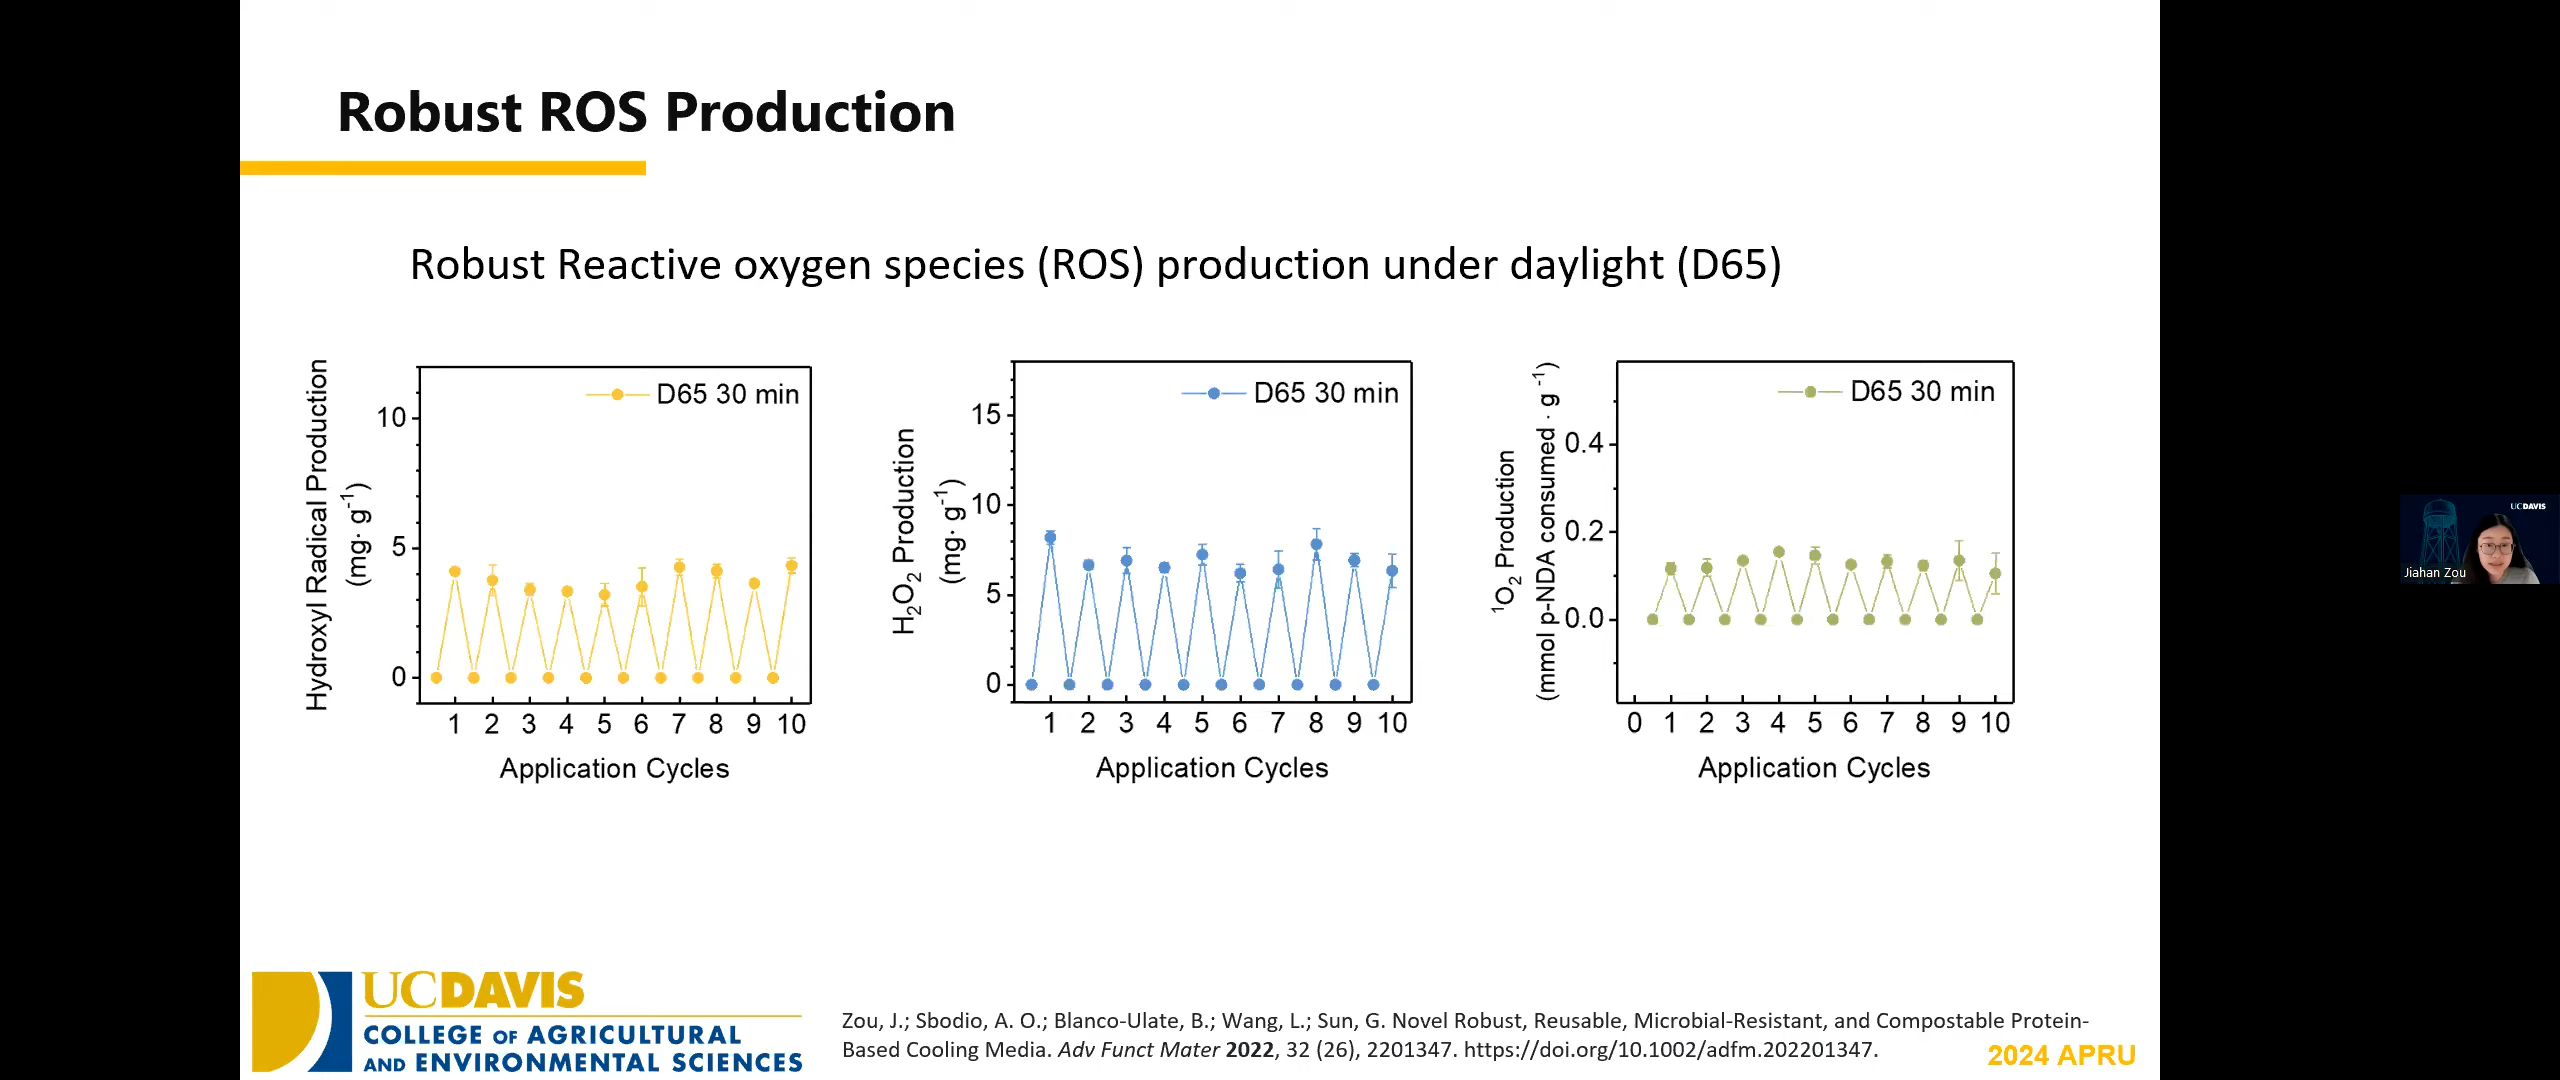 Robust ROS Production
Robust Reactive oxygen species (ROS) production under daylight (D65)
Hydroxyl Radical Production
(mg· g⁻¹)
D65 30 min
10
5
0
1 2 3 4 5 6 7 8 9 10
Application Cycles
H₂O₂ Production
(mg· g⁻¹)
D65 30 min
15
10
5
0
1 2 3 4 5 6 7 8 9 10
Application Cycles
¹O₂ Production
(mmol p-NDA consumed · g⁻¹)
D65 30 min
0.4
0.2
0.0
0 1 2 3 4 5 6 7 8 9 10
Application Cycles
UCDAVIS
Jiahan Zou
UCDAVIS
COLLEGE OF AGRICULTURAL
AND ENVIRONMENTAL SCIENCES
Zou, J.; Sbodio, A. O.; Blanco-Ulate, B.; Wang, L.; Sun, G. Novel Robust, Reusable, Microbial-Resistant, and Compostable Protein-
Based Cooling Media. Adv Funct Mater 2022, 32 (26), 2201347. https://doi.org/10.1002/adfm.202201347.
2024 APRU